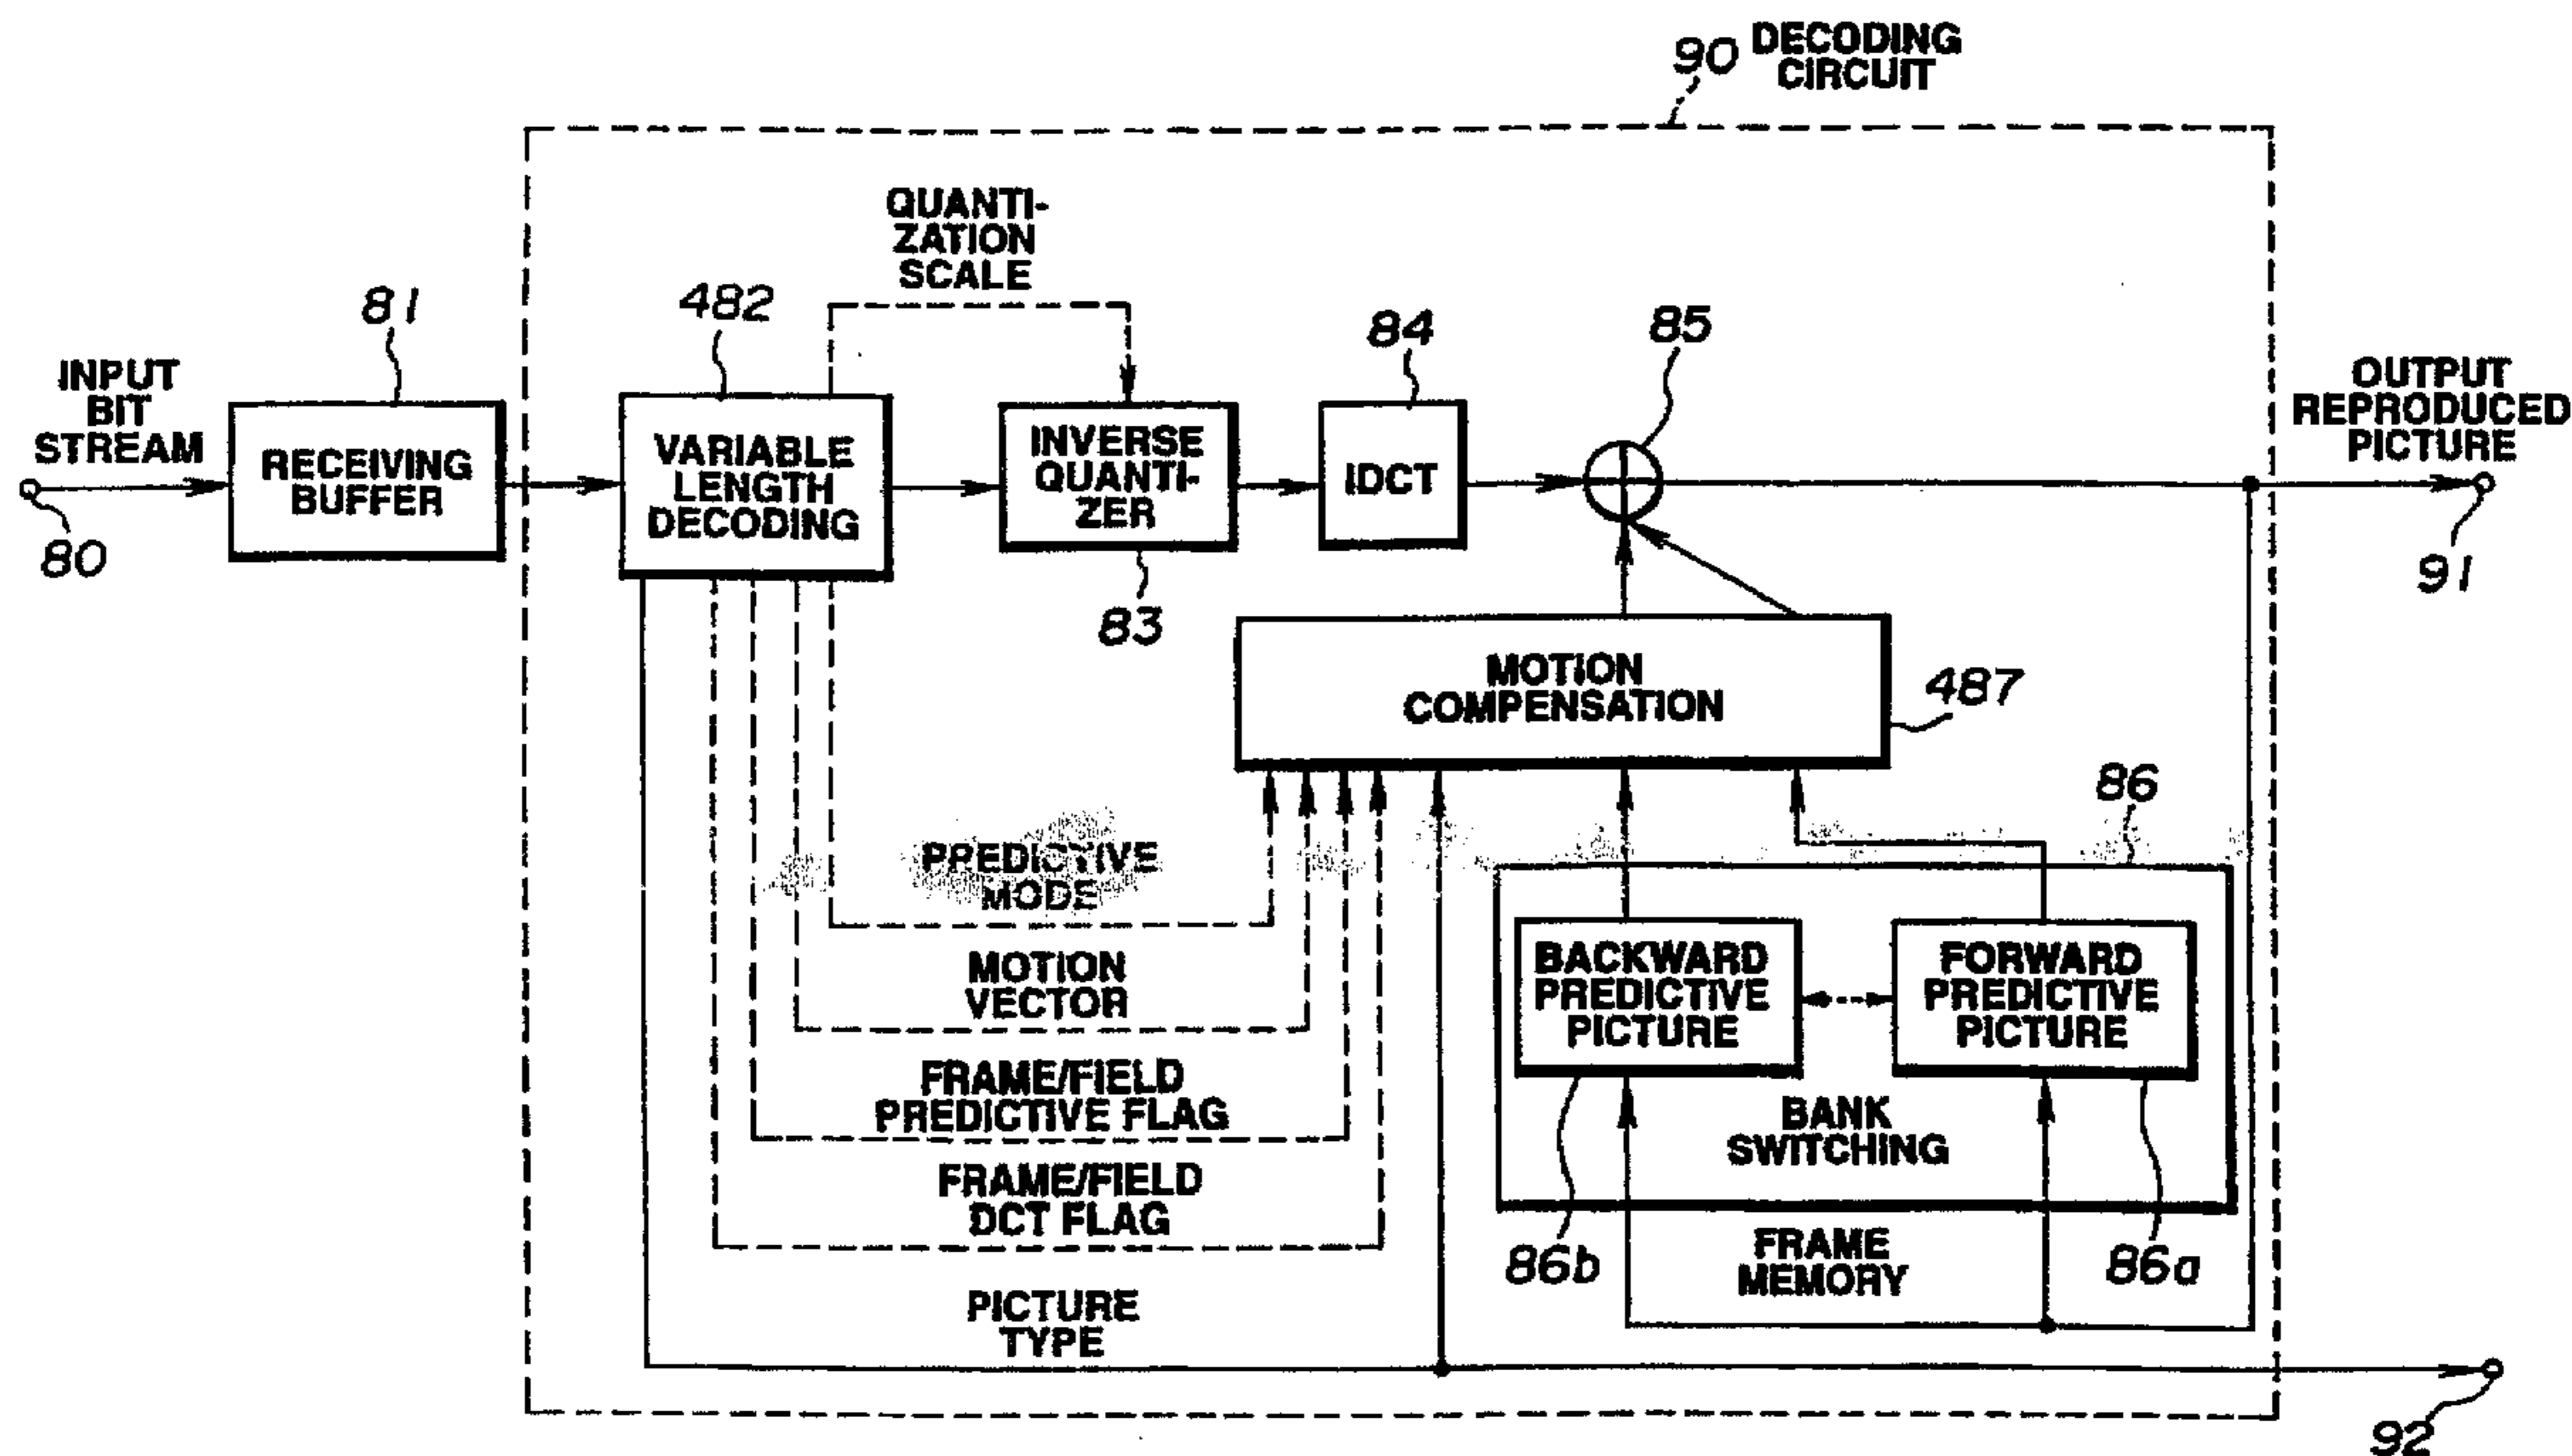 90 DECODING
CIRCUIT
QUANTI-
ZATION
SCALE
81
482
84
85
INPUT
BIT
STREAM
RECEIVING
BUFFER
VARIABLE
LENGTH
DECODING
INVERSE
QUANTI-
ZER
IDCT
OUTPUT
REPRODUCED
PICTURE
80
83
91
MOTION
COMPENSATION
487
86
PREDICTIVE
MODE
MOTION
VECTOR
BACKWARD
PREDICTIVE
PICTURE
FORWARD
PREDICTIVE
PICTURE
FRAME/FIELD
PREDICTIVE FLAG
BANK
SWITCHING
FRAME/FIELD
DCT FLAG
86b
FRAME
MEMORY
86a
PICTURE
TYPE
92